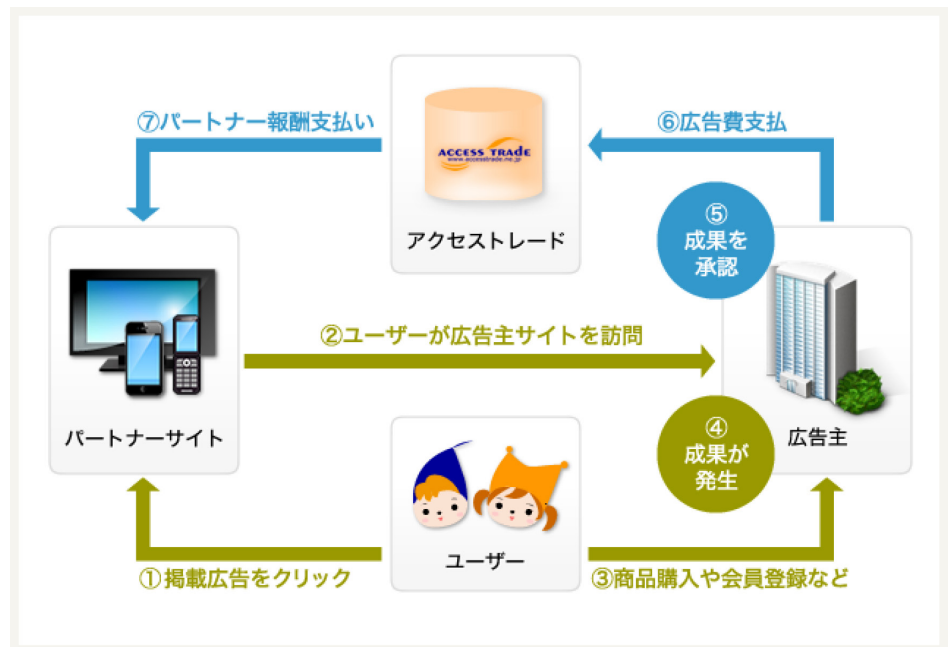 ⑦パートナー報酬支払い
⑥広告費支払
ACCESS TRADE
www.accesstrade.ne.jp
アクセストレード
⑤
成果を
承認
②ユーザーが広告主サイトを訪問
パートナーサイト
④
成果が
発生
広告主
ユーザー
①掲載広告をクリック
③商品購入や会員登録など